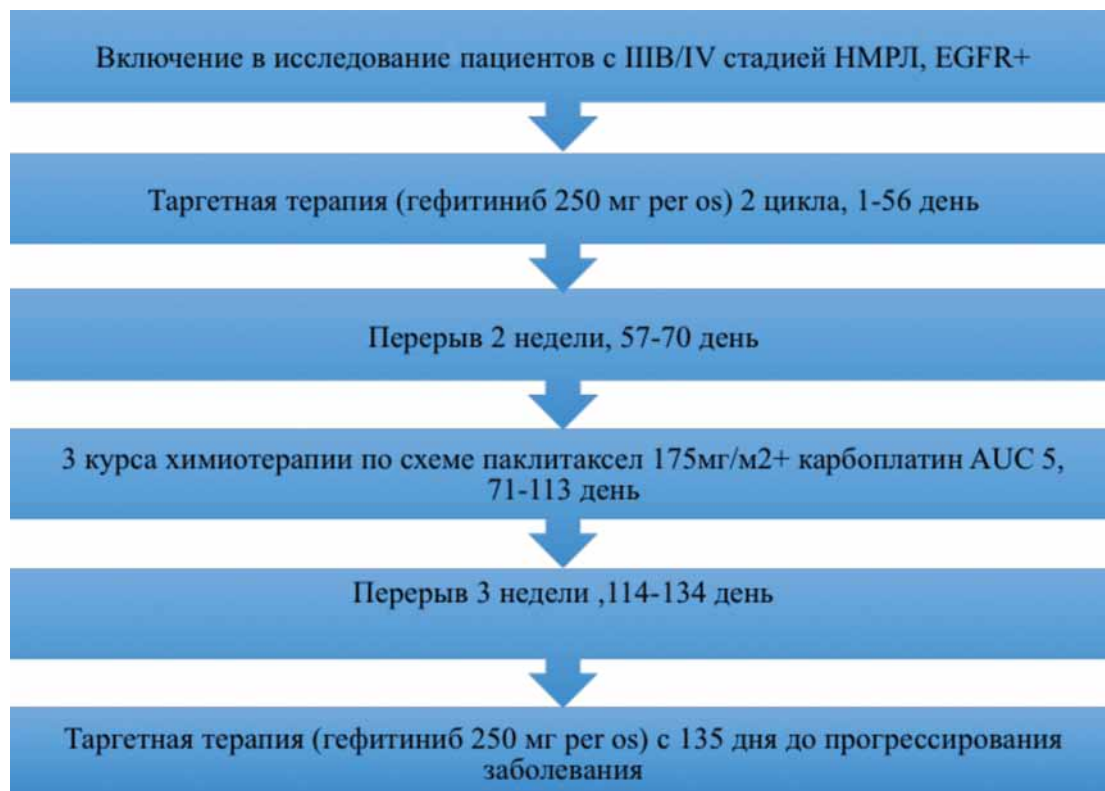 Включение в исследование пациентов с IIIB/IV стадией НМРЛ, EGFR+
Таргетная терапия (гефитиниб 250 мг per os) 2 цикла, 1-56 день
Перерыв 2 недели, 57-70 день
3 курса химиотерапии по схеме паклитаксел 175мг/м2+ карбоплатин AUC 5,
71-113 день
Перерыв 3 недели ,114-134 день
Таргетная терапия (гефитиниб 250 мг per os) с 135 дня до прогрессирования
заболевания